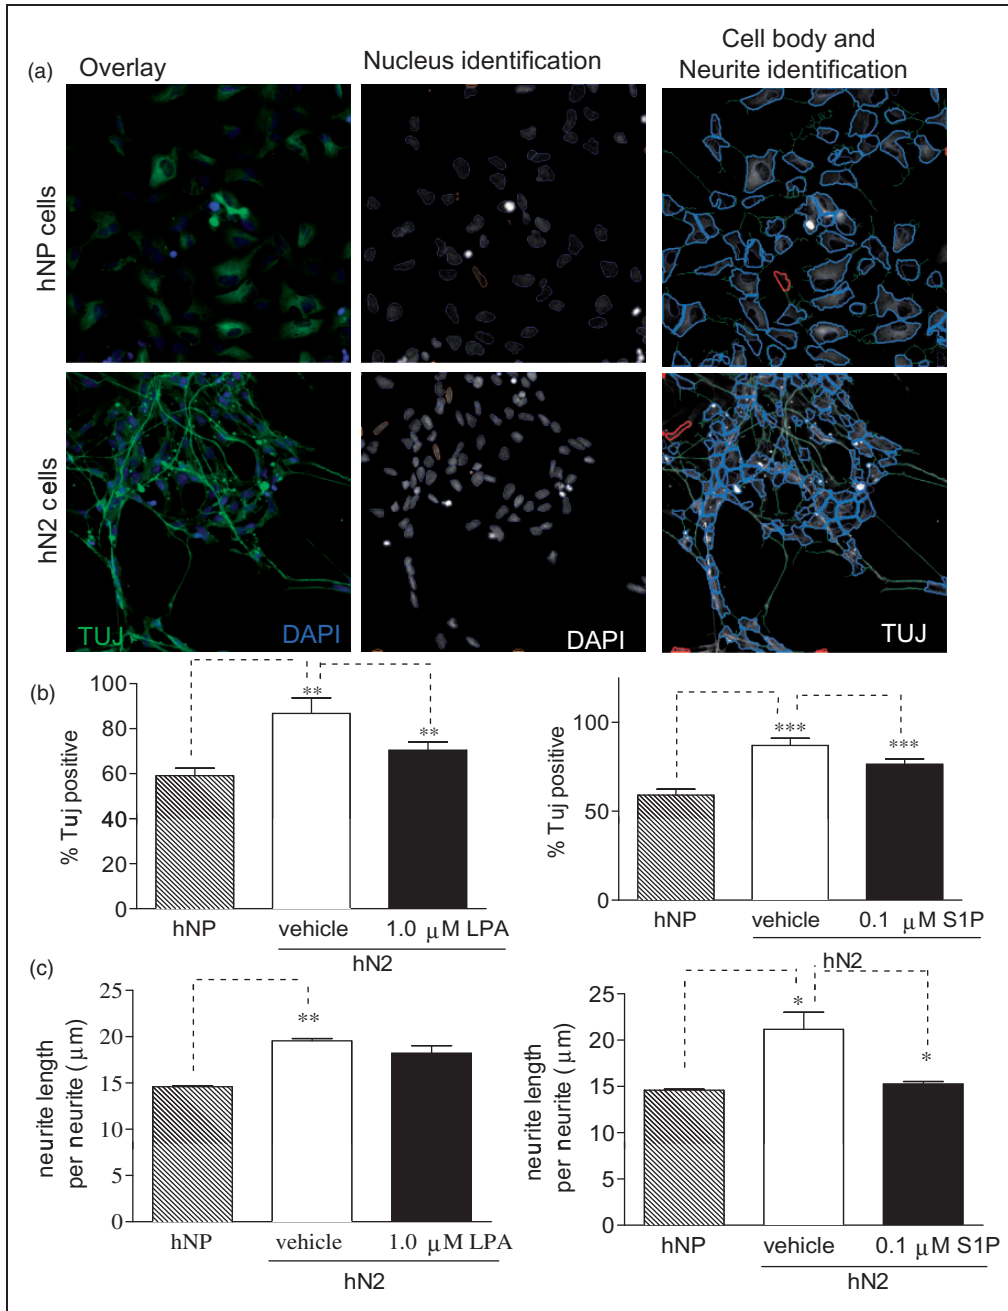 (a)
Overlay
Nucleus identification
Cell body and
Neurite identification
hNP cells
hN2 cells
TUJ
DAPI
DAPI
TUJ
(b)
% Tuj positive
100
80
60
40
20
0
**
**
hNP
vehicle
1.0 μM LPA
hN2
% Tuj positive
100
50
0
***
***
hNP
vehicle
0.1 μM S1P
hN2
(c)
neurite length
per neurite (μm)
25
20
15
10
5
0
**
hNP
vehicle
1.0 μM LPA
hN2
neurite length
per neurite (μm)
25
20
15
10
5
0
*
*
hNP
vehicle
0.1 μM S1P
hN2